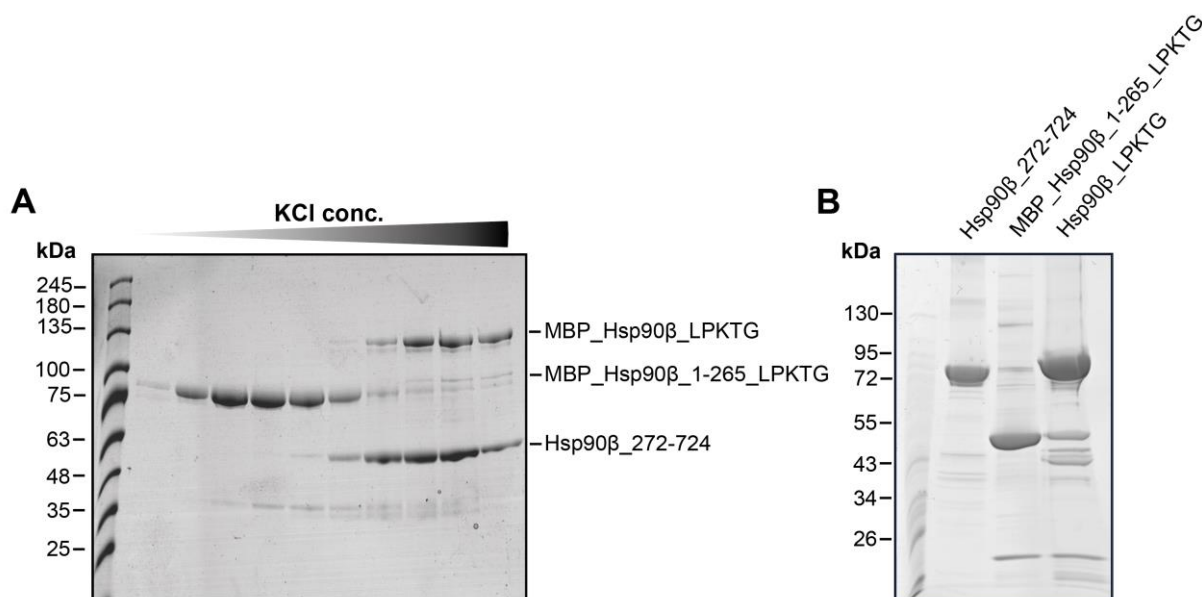 A
KCl conc.
kDa
245
180
135
100
75
63
48
35
25
MBP_Hsp90β_LPKTG
MBP_Hsp90β_1-265_LPKTG
Hsp90β_272-724
B
Hsp90β_272-724
MBP_Hsp90β_1-265_LPKTG
Hsp90β_LPKTG
kDa
130
95
72
55
43
34
26